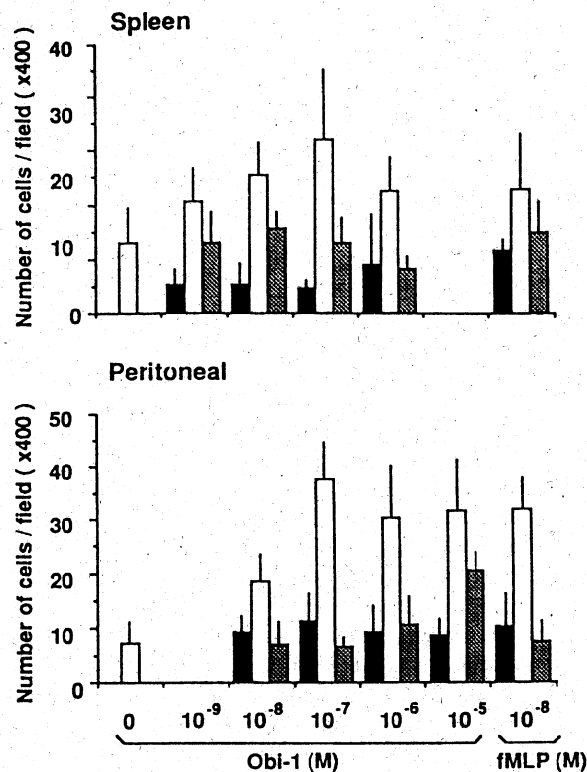 Spleen
Number of cells / field ( x400)
40
30
20
10
0
Peritoneal
Number of cells / field ( x400 )
50
40
30
20
10
0
0 10-9 10-8 10-7 10-6 10-5 10-8
Obi-1 (M) fMLP (M)